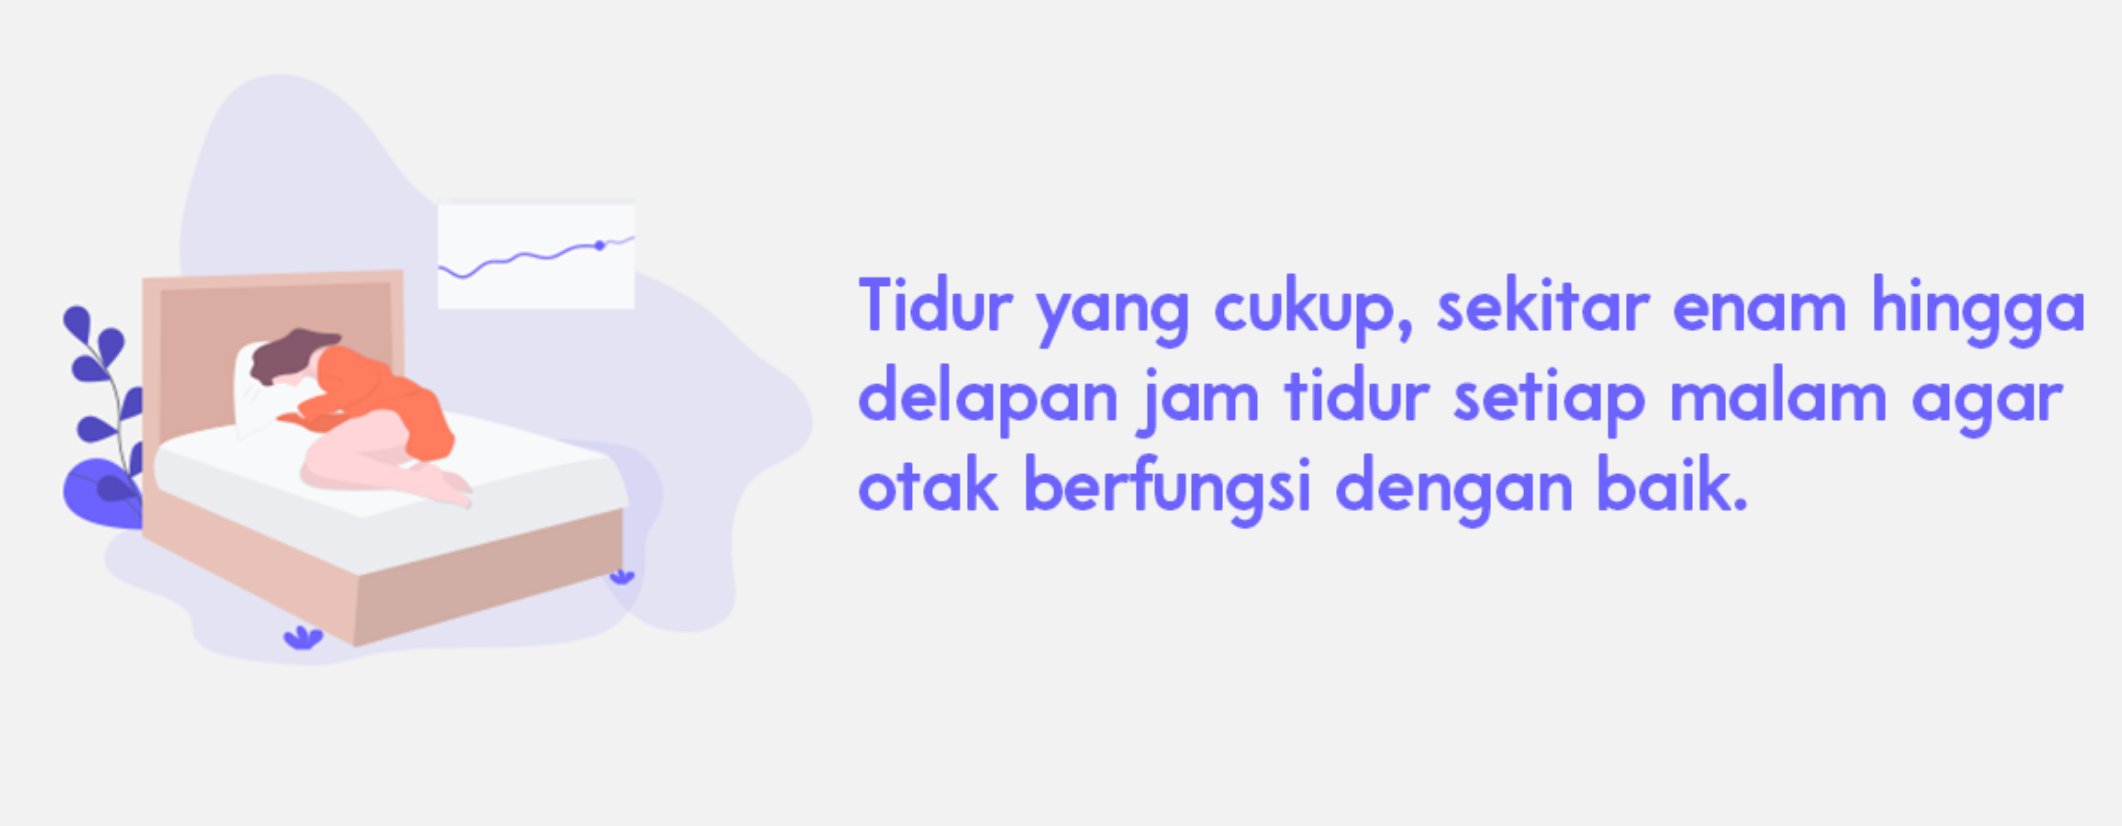 Tidur yang cukup, sekitar enam hingga
delapan jam tidur setiap malam agar
otak berfungsi dengan baik.